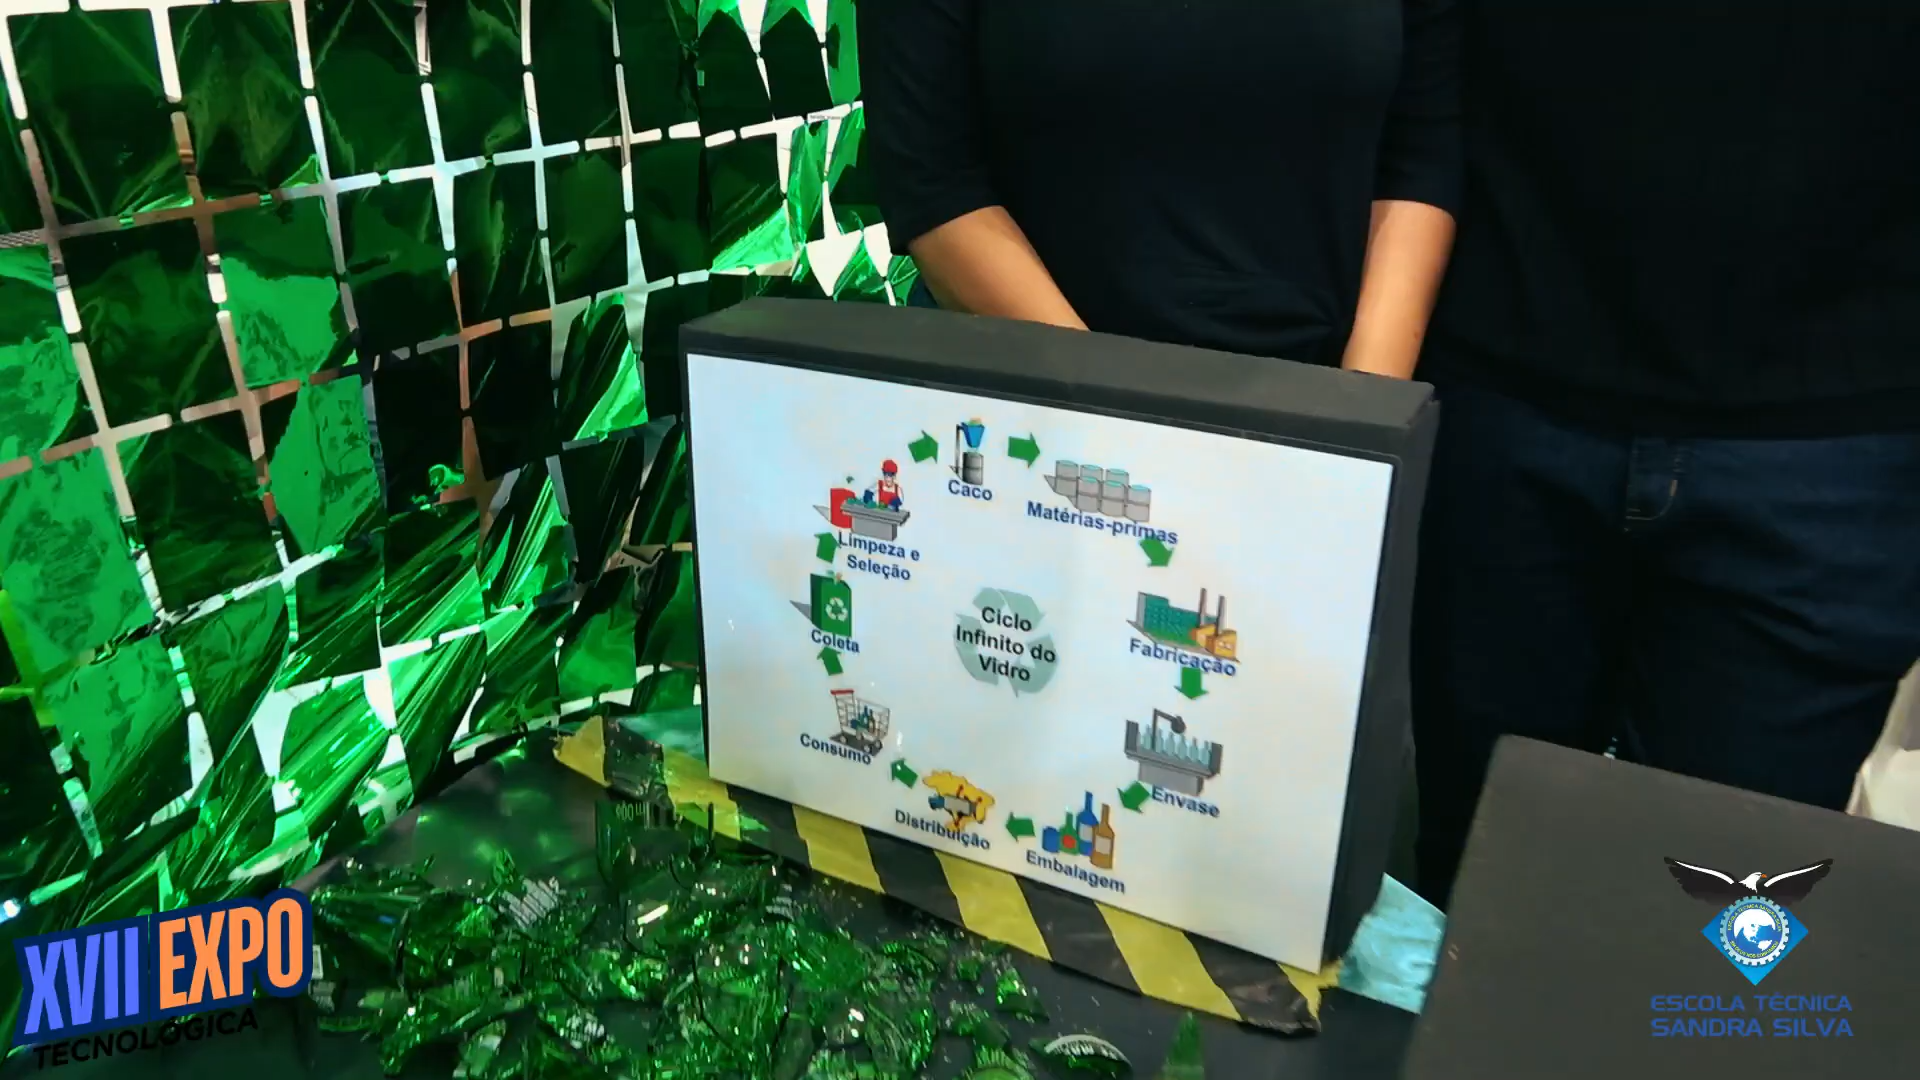 Caco
Matérias-primas
Limpeza e
Seleção
Ciclo
Infinito do
Vidro
Coleta
Fabricação
Consumo
Envase
Distribuição
Embalagem
XVII EXPO
TECNOLÓGICA
ESCOLA TÉCNICA
SANDRA SILVA